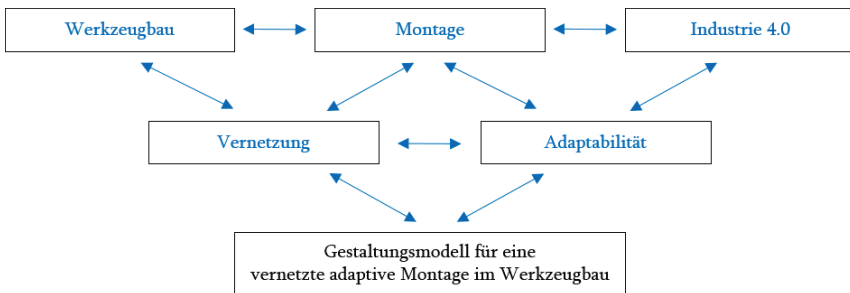 Werkzeugbau
Montage
Industrie 4.0
Vernetzung
Adaptabilität
Gestaltungsmodell für eine
vernetzte adaptive Montage im Werkzeugbau